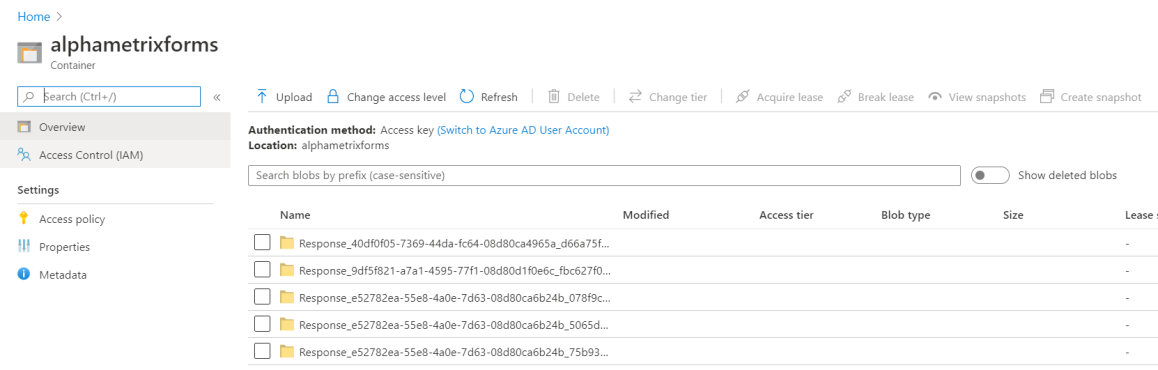 Home >
alphametrixforms
Container
Search (Ctrl+/) «
Upload Change access level Refresh Delete Change tier Acquire lease Break lease View snapshots Create snapshot
Overview
Access Control (IAM)
Settings
Access policy
Properties
Metadata
Authentication method: Access key (Switch to Azure AD User Account)
Location: alphametrixforms
Search blobs by prefix (case-sensitive) Show deleted blobs
Name Modified Access tier Blob type Size Lease s
Response_40df0f05-7369-44da-fc64-08d80ca4965a_d66a75f... -
Response_9df5f821-a7a1-4595-77f1-08d80d1f0e6c_fbc627f0... -
Response_e52782ea-55e8-4a0e-7d63-08d80ca6b24b_078f9c... -
Response_e52782ea-55e8-4a0e-7d63-08d80ca6b24b_5065d... -
Response_e52782ea-55e8-4a0e-7d63-08d80ca6b24b_75b93... -